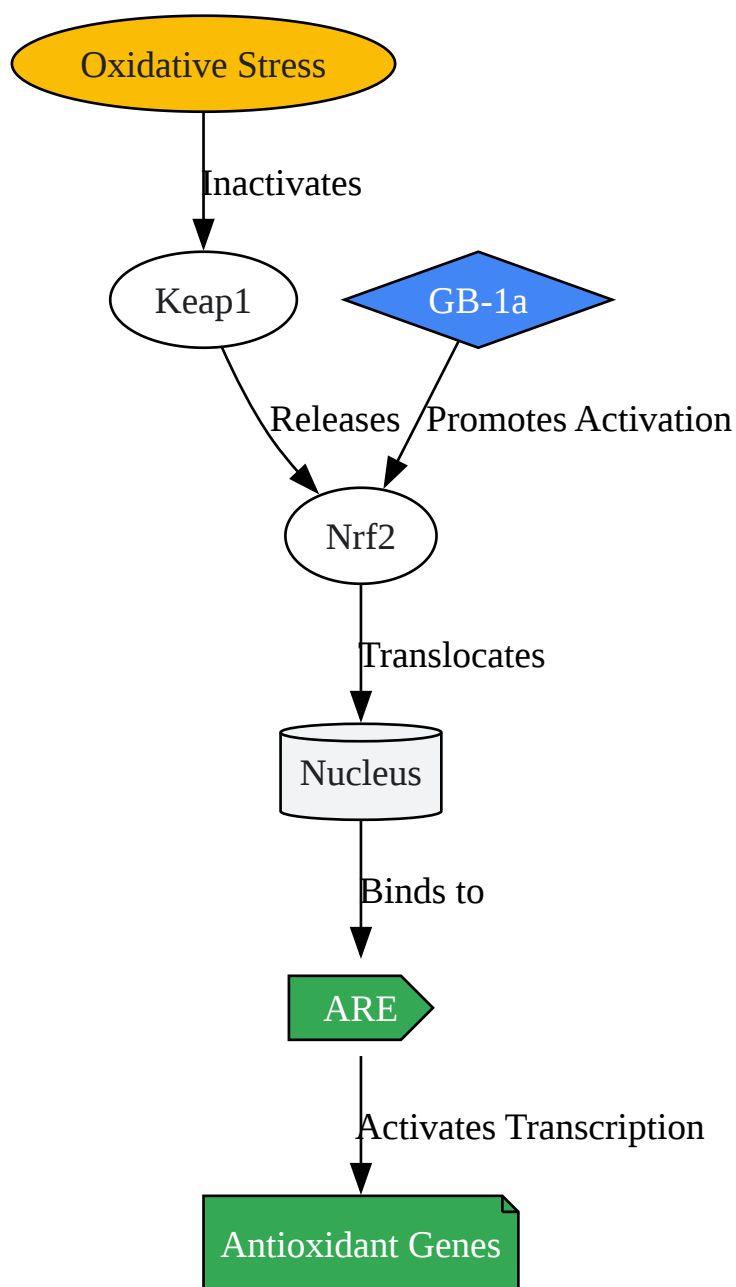 Oxidative Stress
Inactivates
Keap1
GB-1a
Releases
Promotes Activation
Nrf2
Translocates
Nucleus
Binds to
ARE
Activates Transcription
Antioxidant Genes